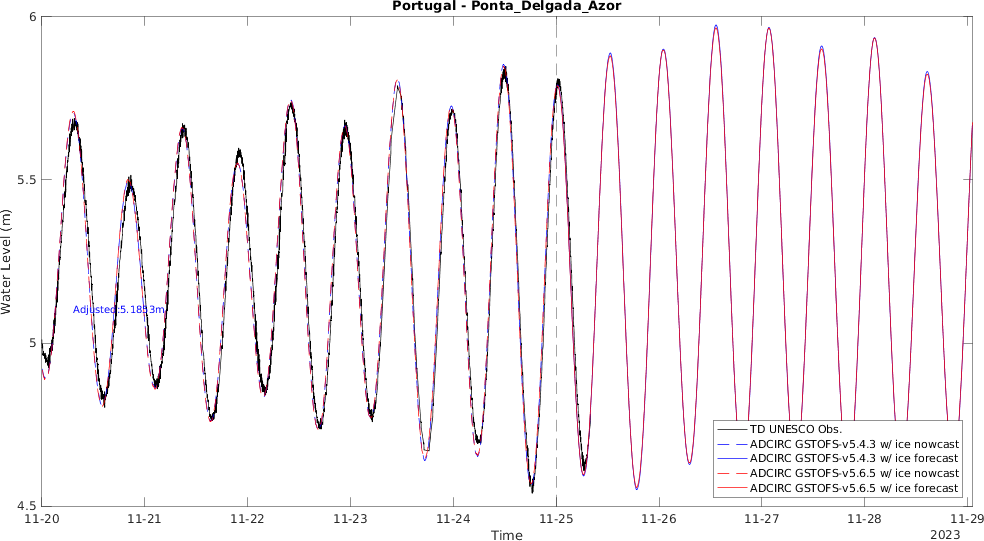 Portugal - Ponta_Delgada_Azor
6
5.5
5
4.5
Water Level (m)
Adjusted:5.1833m
TD UNESCO Obs.
ADCIRC GSTOFS-v5.4.3 w/ ice nowcast
ADCIRC GSTOFS-v5.4.3 w/ ice forecast
ADCIRC GSTOFS-v5.6.5 w/ ice nowcast
ADCIRC GSTOFS-v5.6.5 w/ ice forecast
11-20 11-21 11-22 11-23 11-24 11-25 11-26 11-27 11-28 11-29
Time
2023